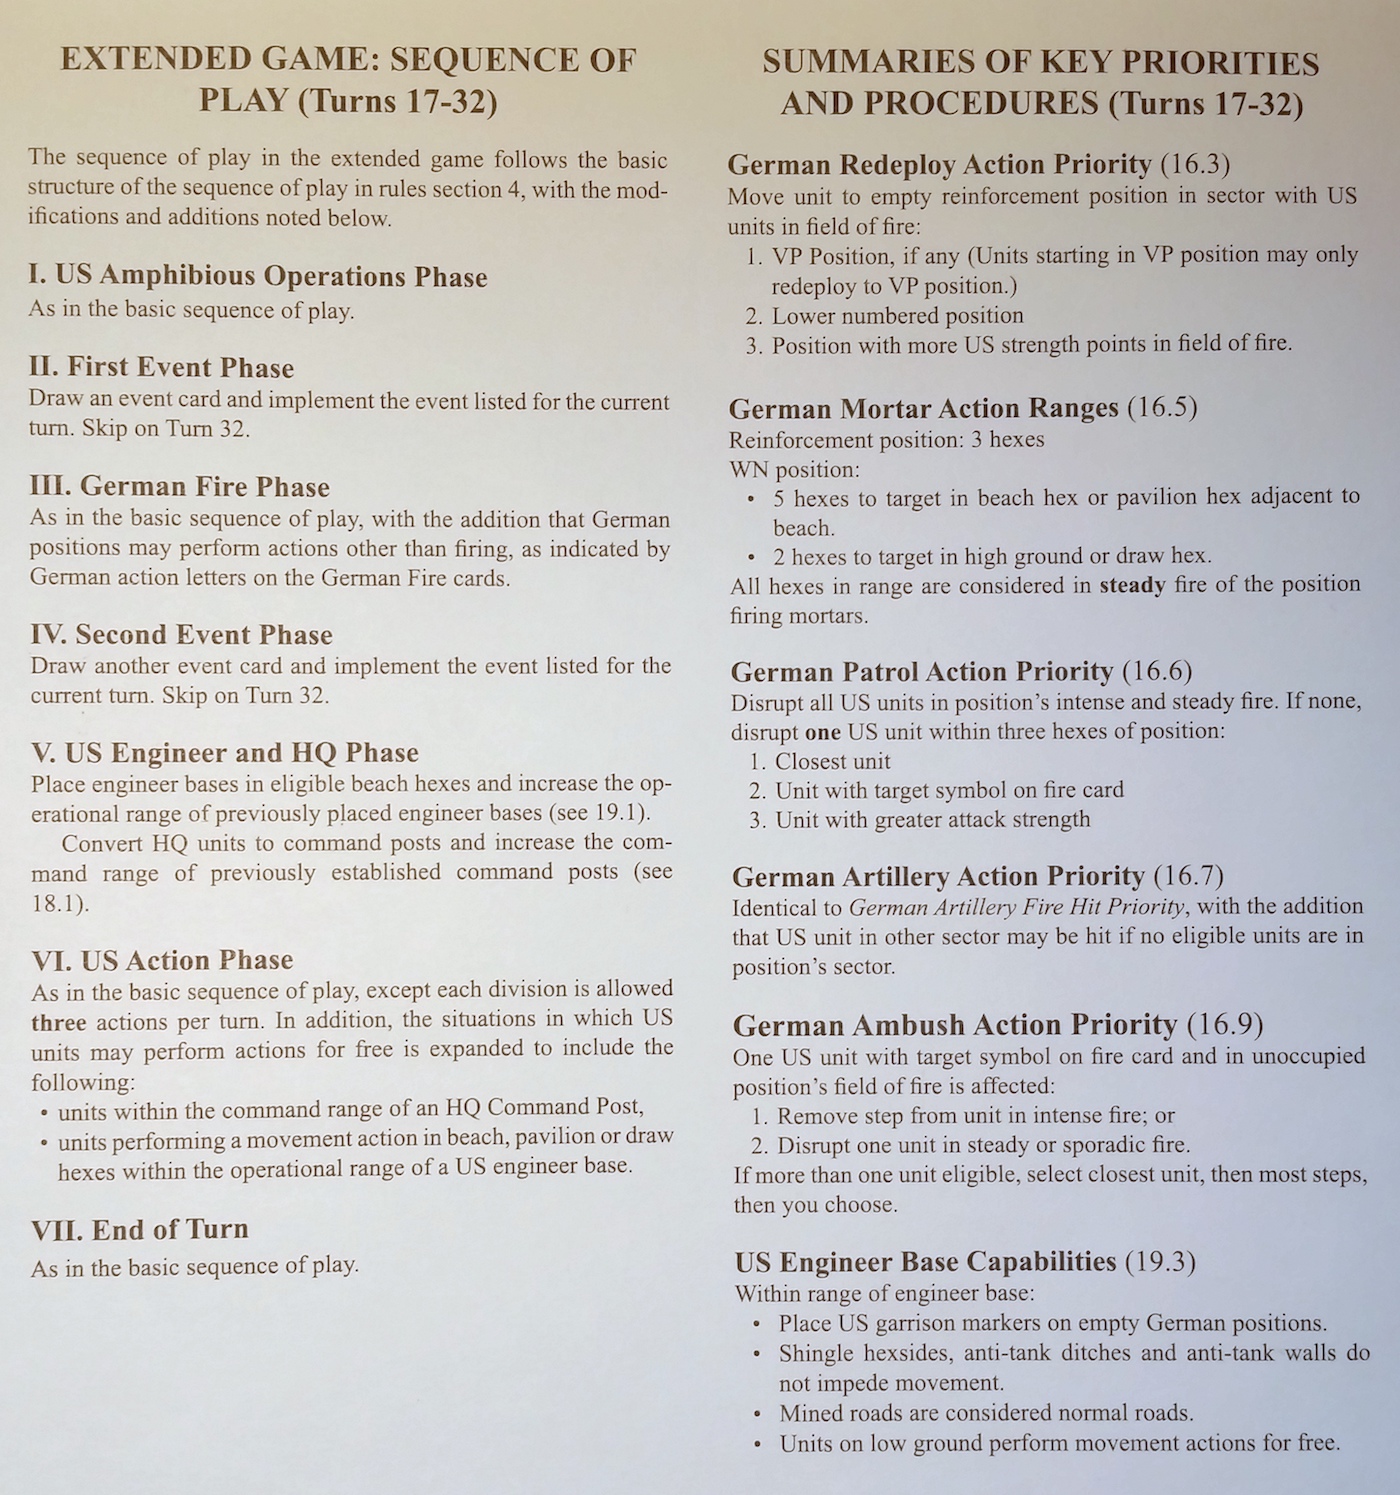 EXTENDED GAME: SEQUENCE OF
PLAY (Turns 17-32)
The sequence of play in the extended game follows the basic
structure of the sequence of play in rules section 4, with the mod-
ifications and additions noted below.
I. US Amphibious Operations Phase
As in the basic sequence of play.
II. First Event Phase
Draw an event card and implement the event listed for the current
turn. Skip on Turn 32.
III. German Fire Phase
As in the basic sequence of play, with the addition that German
positions may perform actions other than firing, as indicated by
German action letters on the German Fire cards.
IV. Second Event Phase
Draw another event card and implement the event listed for the
current turn. Skip on Turn 32.
V. US Engineer and HQ Phase
Place engineer bases in eligible beach hexes and increase the op-
erational range of previously placed engineer bases (see 19.1).
Convert HQ units to command posts and increase the com-
mand range of previously established command posts (see
18.1).
VI. US Action Phase
As in the basic sequence of play, except each division is allowed
three actions per turn. In addition, the situations in which US
units may perform actions for free is expanded to include the
following:
• units within the command range of an HQ Command Post,
• units performing a movement action in beach, pavilion or draw
hexes within the operational range of a US engineer base.
VII. End of Turn
As in the basic sequence of play.
SUMMARIES OF KEY PRIORITIES
AND PROCEDURES (Turns 17-32)
German Redeploy Action Priority (16.3)
Move unit to empty reinforcement position in sector with US
units in field of fire:
1. VP Position, if any (Units starting in VP position may only
redeploy to VP position.)
2. Lower numbered position
3. Position with more US strength points in field of fire.
German Mortar Action Ranges (16.5)
Reinforcement position: 3 hexes
WN position:
• 5 hexes to target in beach hex or pavilion hex adjacent to
beach.
• 2 hexes to target in high ground or draw hex.
All hexes in range are considered in steady fire of the position
firing mortars.
German Patrol Action Priority (16.6)
Disrupt all US units in position's intense and steady fire. If none,
disrupt one US unit within three hexes of position:
1. Closest unit
2. Unit with target symbol on fire card
3. Unit with greater attack strength
German Artillery Action Priority (16.7)
Identical to German Artillery Fire Hit Priority, with the addition
that US unit in other sector may be hit if no eligible units are in
position's sector.
German Ambush Action Priority (16.9)
One US unit with target symbol on fire card and in unoccupied
position's field of fire is affected:
1. Remove step from unit in intense fire; or
2. Disrupt one unit in steady or sporadic fire.
If more than one unit eligible, select closest unit, then most steps,
then you choose.
US Engineer Base Capabilities (19.3)
Within range of engineer base:
• Place US garrison markers on empty German positions.
• Shingle hexsides, anti-tank ditches and anti-tank walls do
not impede movement.
• Mined roads are considered normal roads.
• Units on low ground perform movement actions for free.